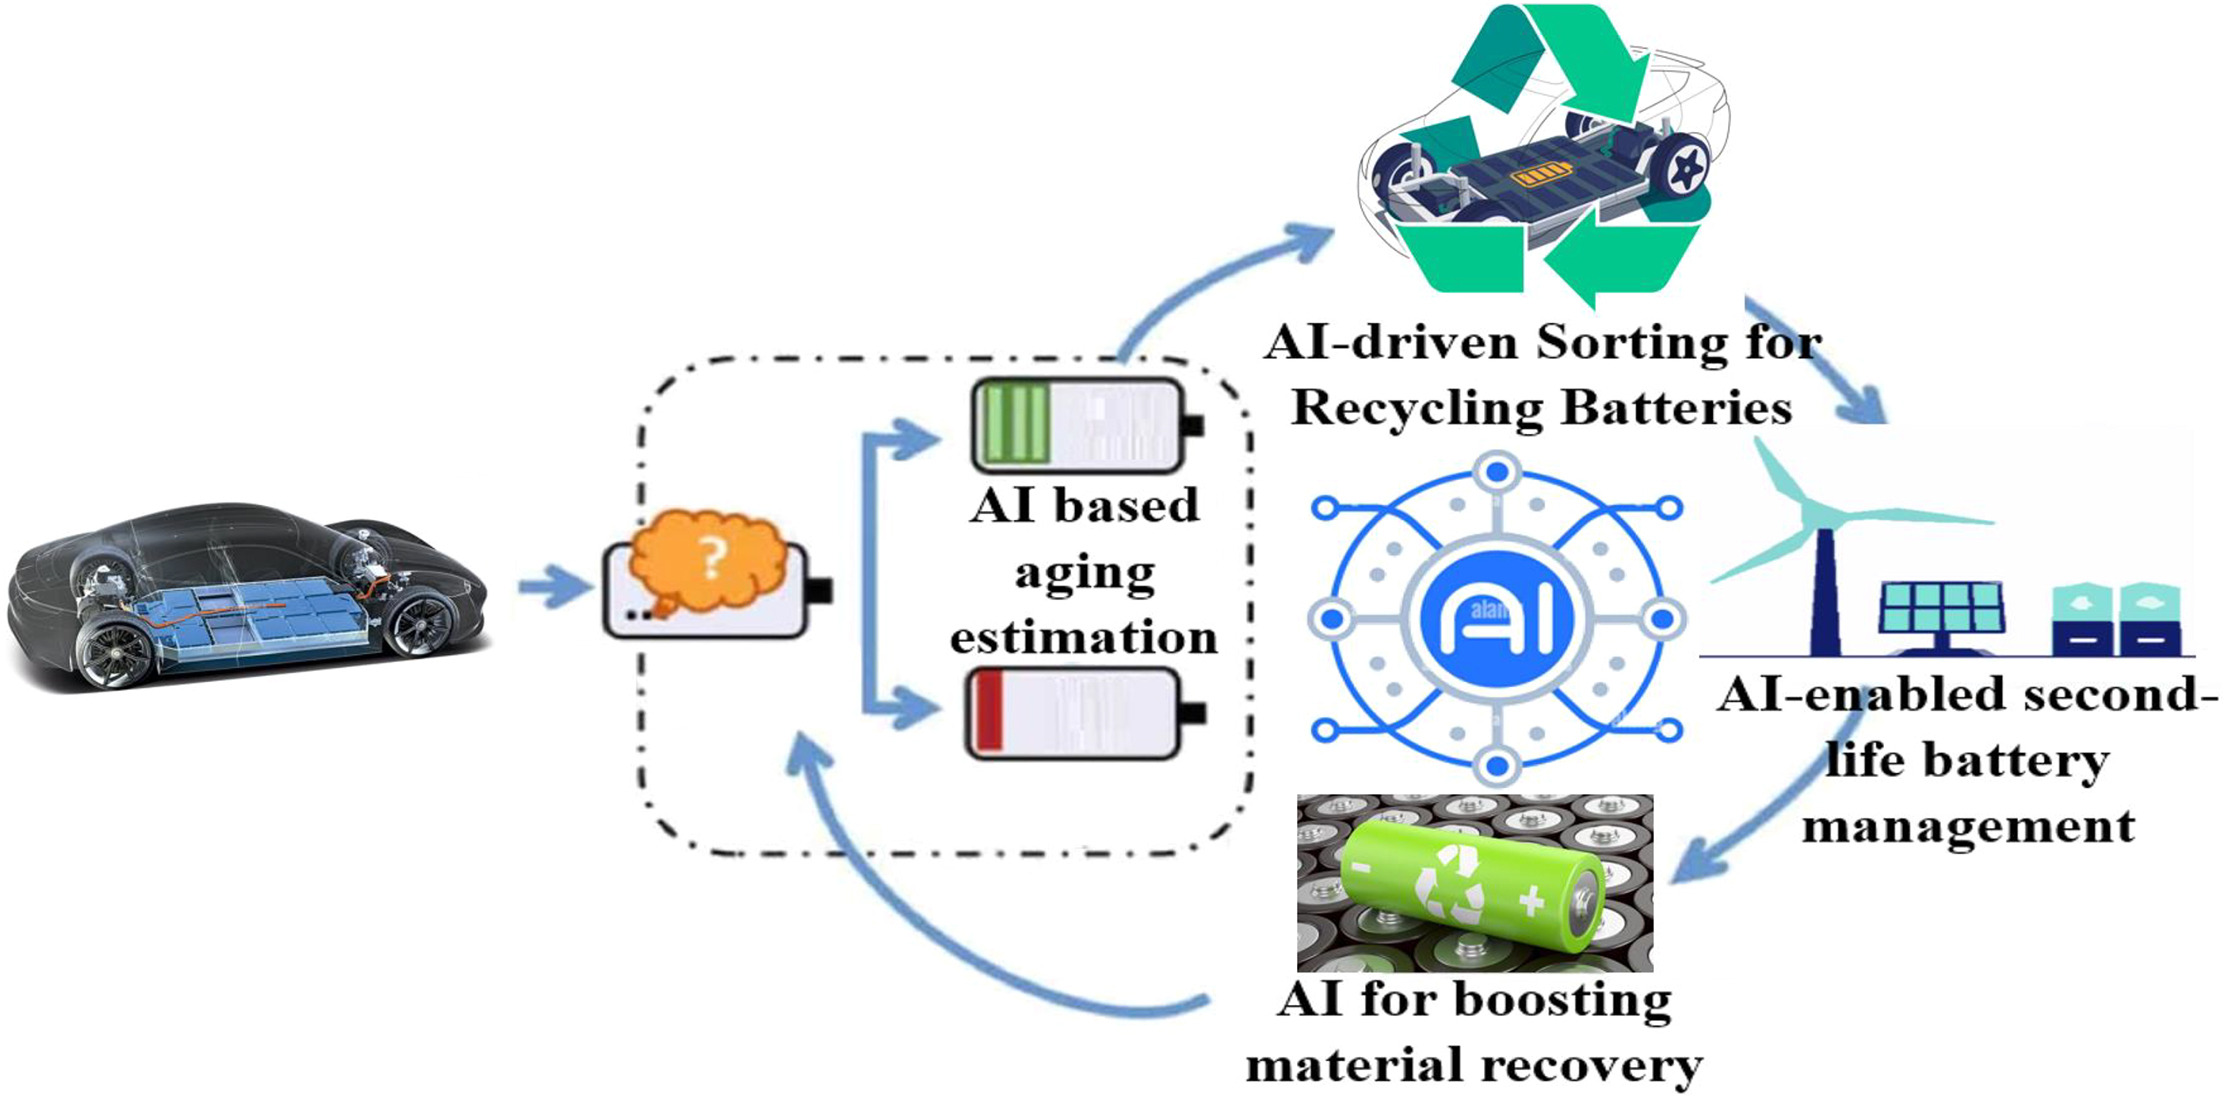 AI-driven Sorting for
Recycling Batteries
?
AI based
aging
estimation
AI
alamy
a
a
AI-enabled second-
life battery
management
- +
AI for boosting
material recovery